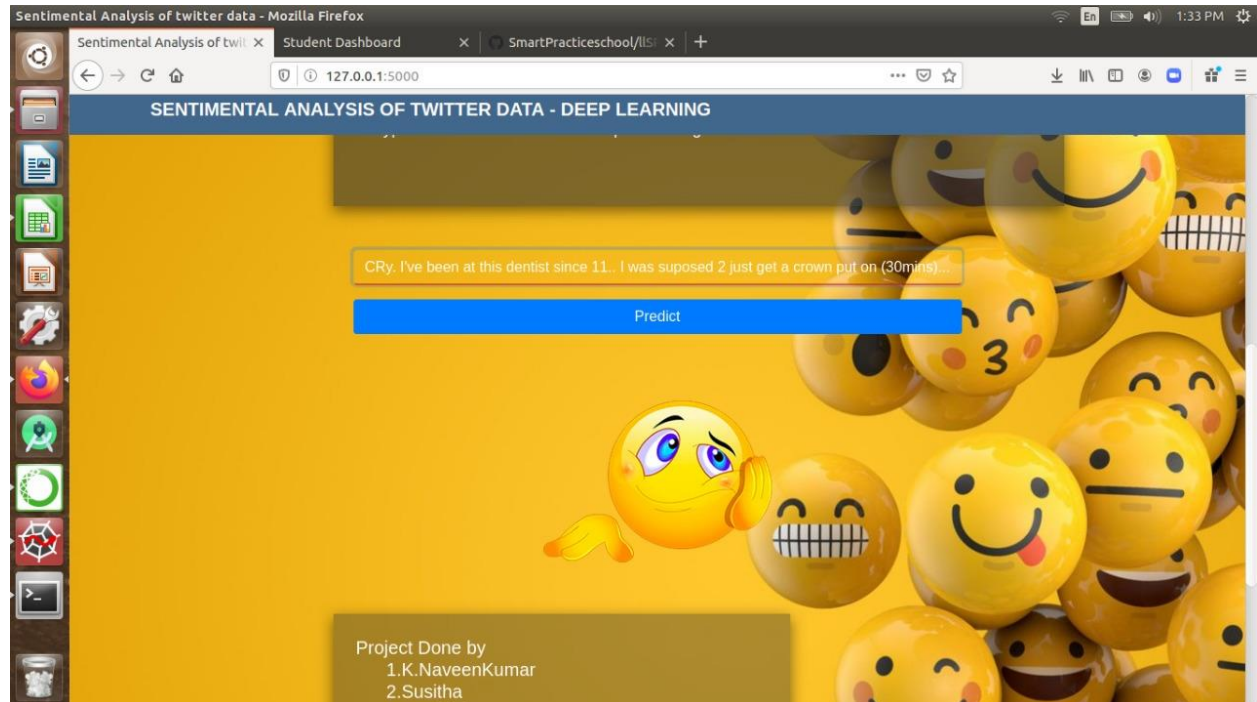 Sentimental Analysis of twitter data - Mozilla Firefox
En
1:33 PM
Sentimental Analysis of twit
Student Dashboard
SmartPracticeschool/llS
127.0.0.1:5000
SENTIMENTAL ANALYSIS OF TWITTER DATA - DEEP LEARNING
CRy. I've been at this dentist since 11.. I was suposed 2 just get a crown put on (30mins)...
Predict
Project Done by
1.K.NaveenKumar
2.Susitha